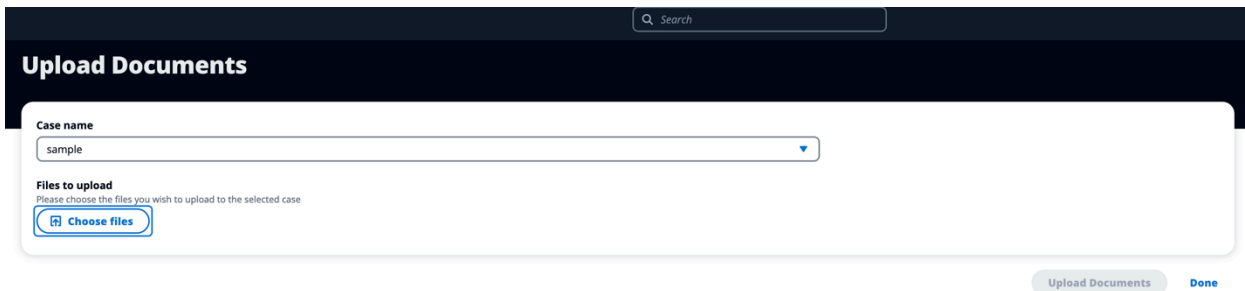 Search
Upload Documents
Case name
sample
Files to upload
Please choose the files you wish to upload to the selected case
Choose files
Upload Documents Done